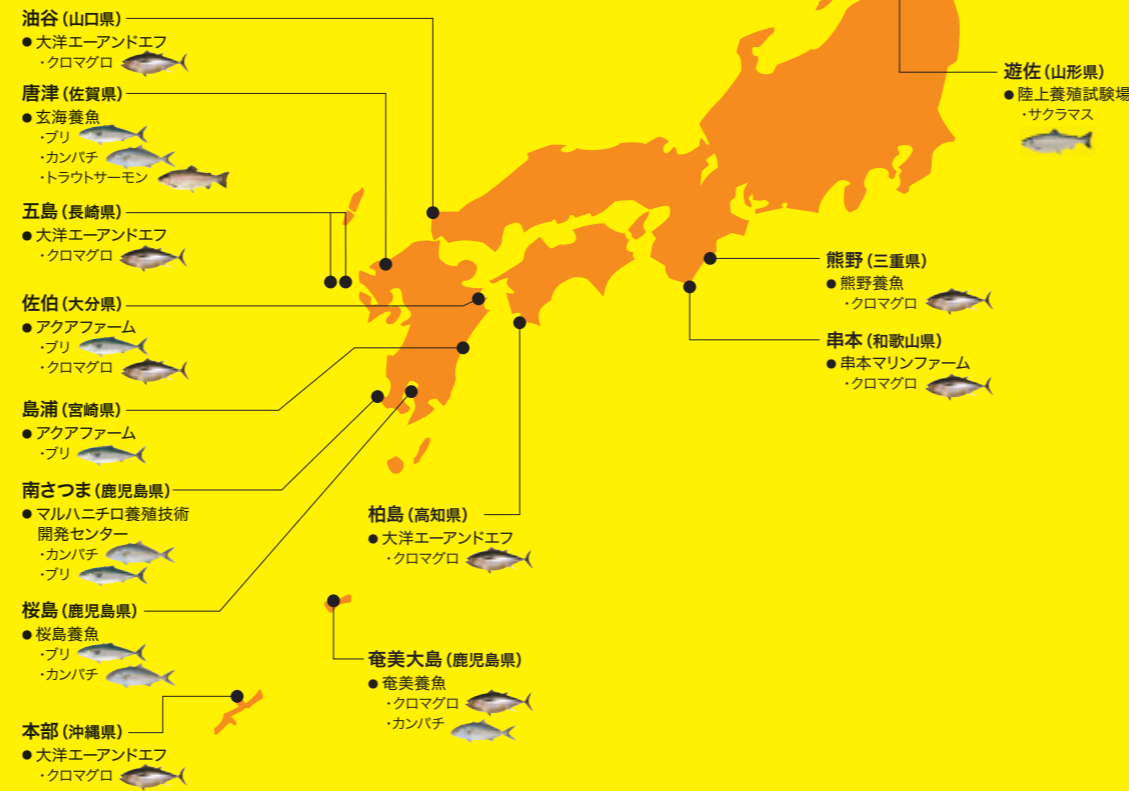 油谷（山口県）
● 大洋エーアンドエフ
・クロマグロ
唐津（佐賀県）
● 玄海養魚
・ブリ
・カンパチ
・トラウトサーモン
五島（長崎県）
● 大洋エーアンドエフ
・クロマグロ
佐伯（大分県）
● アクアファーム
・ブリ
・クロマグロ
島浦（宮崎県）
● アクアファーム
・ブリ
南さつま（鹿児島県）
● マルハニチロ養殖技術
開発センター
・カンパチ
・ブリ
桜島（鹿児島県）
● 桜島養魚
・ブリ
・カンパチ
本部（沖縄県）
● 大洋エーアンドエフ
・クロマグロ
柏島（高知県）
● 大洋エーアンドエフ
・クロマグロ
奄美大島（鹿児島県）
● 奄美養魚
・クロマグロ
・カンパチ
遊佐（山形県）
● 陸上養殖試験場
・サクラマス
熊野（三重県）
● 熊野養魚
・クロマグロ
串本（和歌山県）
● 串本マリンファーム
・クロマグロ